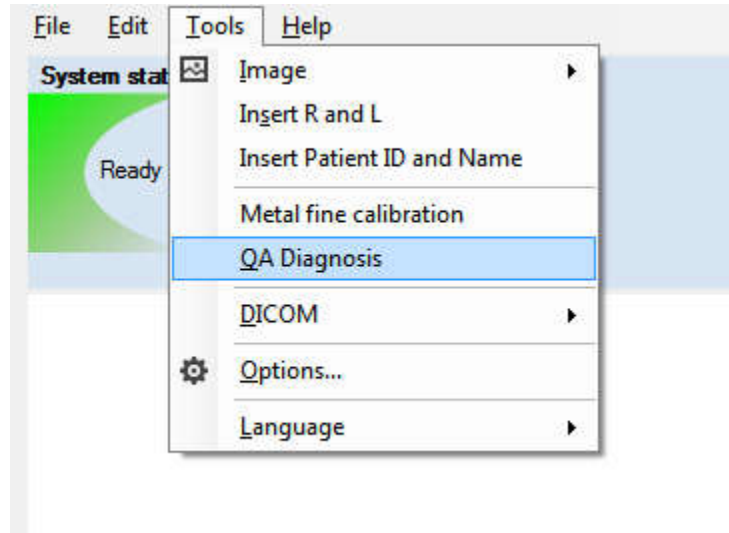 File Edit Tools Help
System stat
Image
Insert R and L
Ready
Insert Patient ID and Name
Metal fine calibration
QA Diagnosis
DICOM
Options...
Language